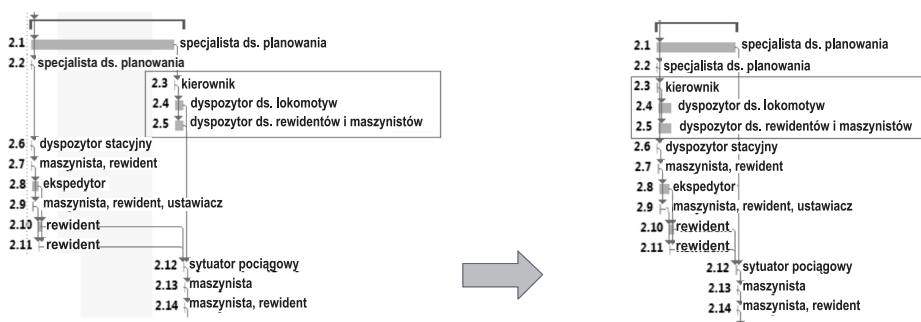 2.1 specjalista ds. planowania
2.2 specjalista ds. planowania
2.3 kierownik
2.4 dyspozytor ds. lokomotyw
2.5 dyspozytor ds. rewidentów i maszynistów
2.6 dyspozytor stacyjny
2.7 maszynista, rewident
2.8 ekspedytor
2.9 maszynista, rewident, ustawiacz
2.10 rewident
2.11 rewident
2.12 sytuator pociągowy
2.13 maszynista
2.14 maszynista, rewident
2.1 specjalista ds. planowania
2.2 specjalista ds. planowania
2.3 kierownik
2.4 dyspozytor ds. lokomotyw
2.5 dyspozytor ds. rewidentów i maszynistów
2.6 dyspozytor stacyjny
2.7 maszynista, rewident
2.8 ekspedytor
2.9 maszynista, rewident, ustawiacz
2.10 rewident
2.11 rewident
2.12 sytuator pociągowy
2.13 maszynista
2.14 maszynista, rewident